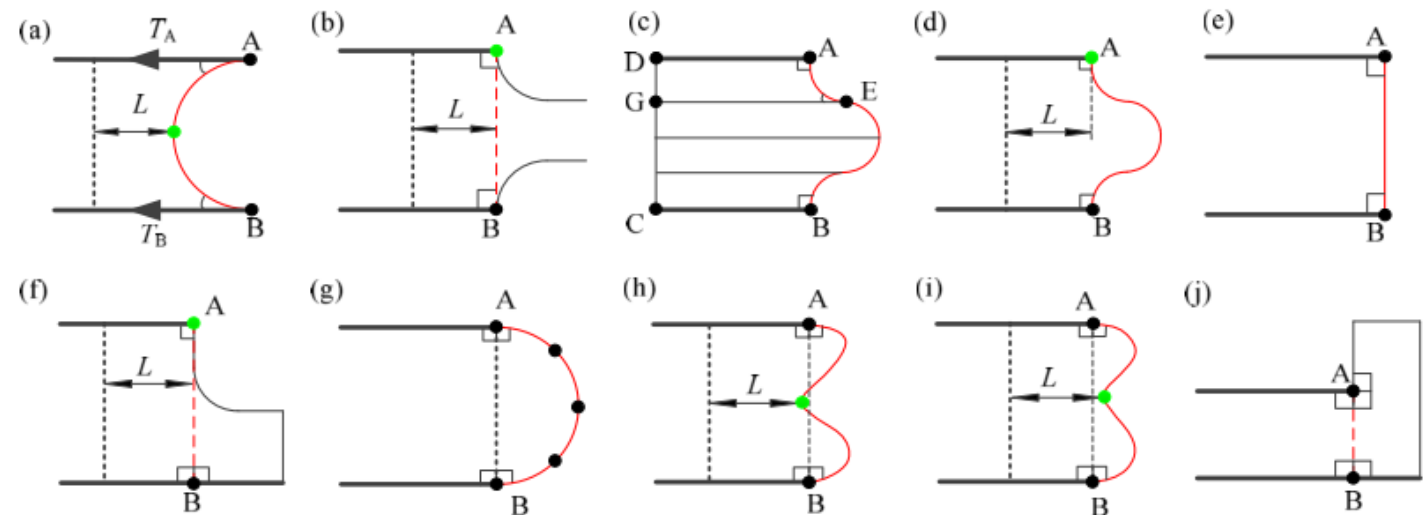 (a) T_A A L T_B B
(b) A L B
(c) D A G E C B
(d) A L B
(e) A B
(f) A L B
(g) A B
(h) A L B
(i) A L B
(j) A B